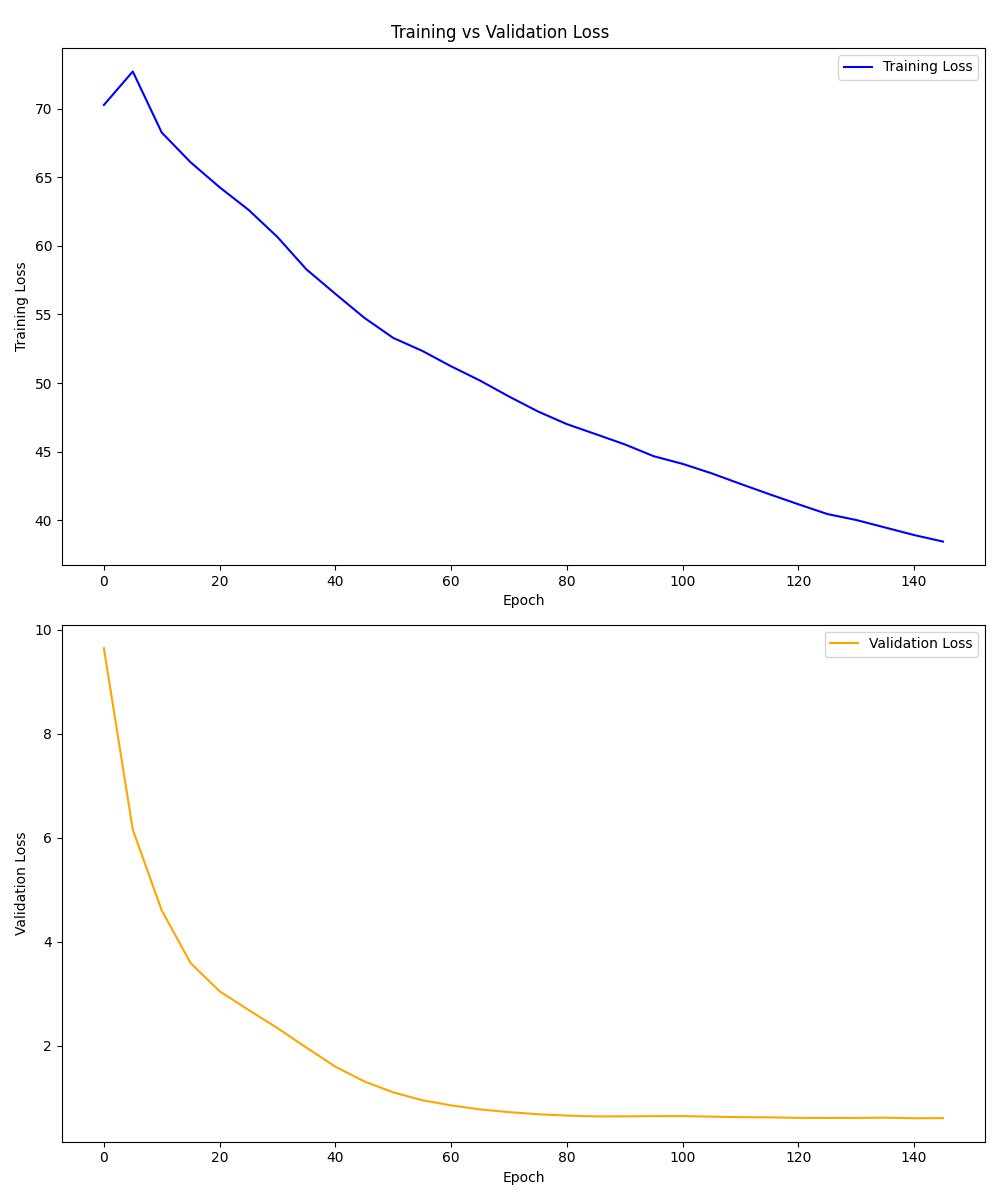 Training vs Validation Loss
Training Loss
70
65
60
55
50
45
40
Training Loss
0 20 40 60 80 100 120 140
Epoch
Validation Loss
10
8
6
4
2
Validation Loss
0 20 40 60 80 100 120 140
Epoch